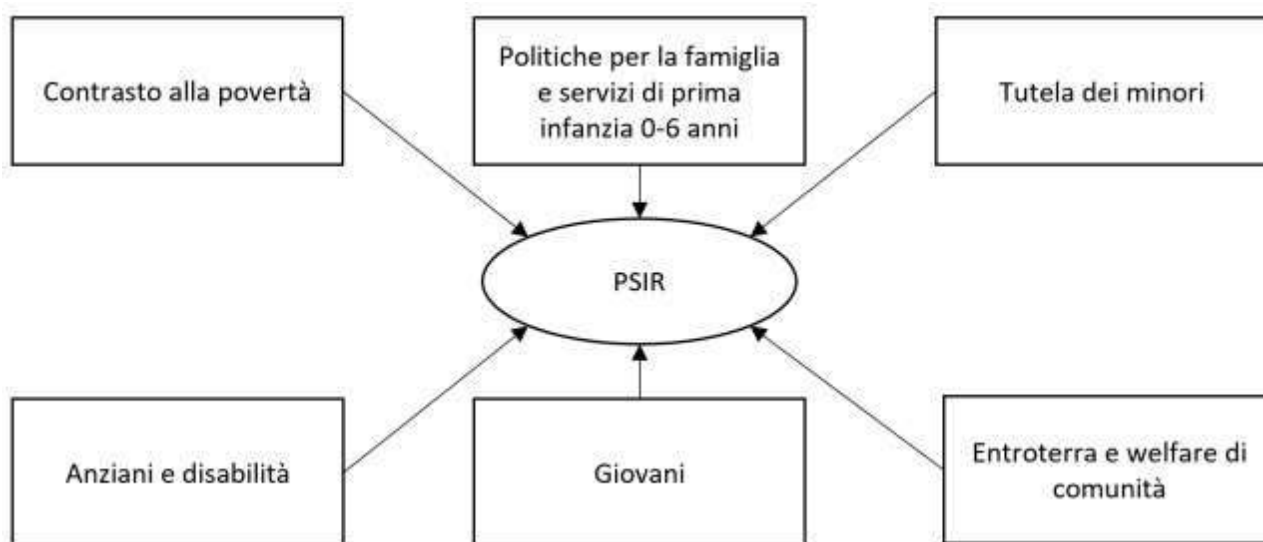 Contrasto alla povertà
Politiche per la famiglia
e servizi di prima
infanzia 0-6 anni
Tutela dei minori
PSIR
Anziani e disabilità
Giovani
Entroterra e welfare di
comunità